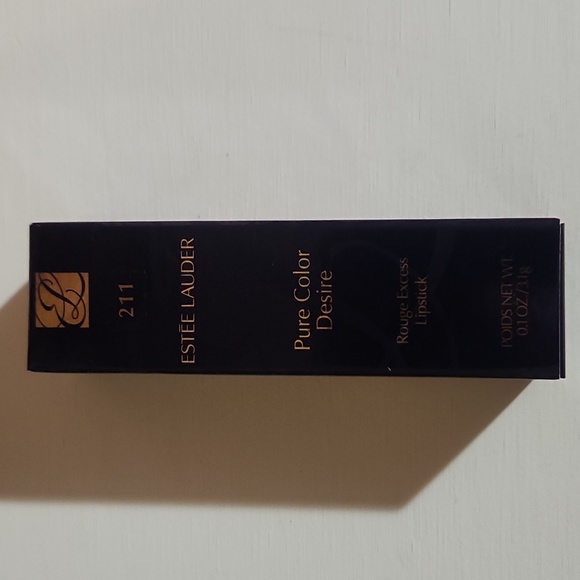 211
ESTĒE LAUDER
Pure Color
Desire
Rouge Excess
Lipstick
POIDS NET WT
0.1 OZ/3.1g